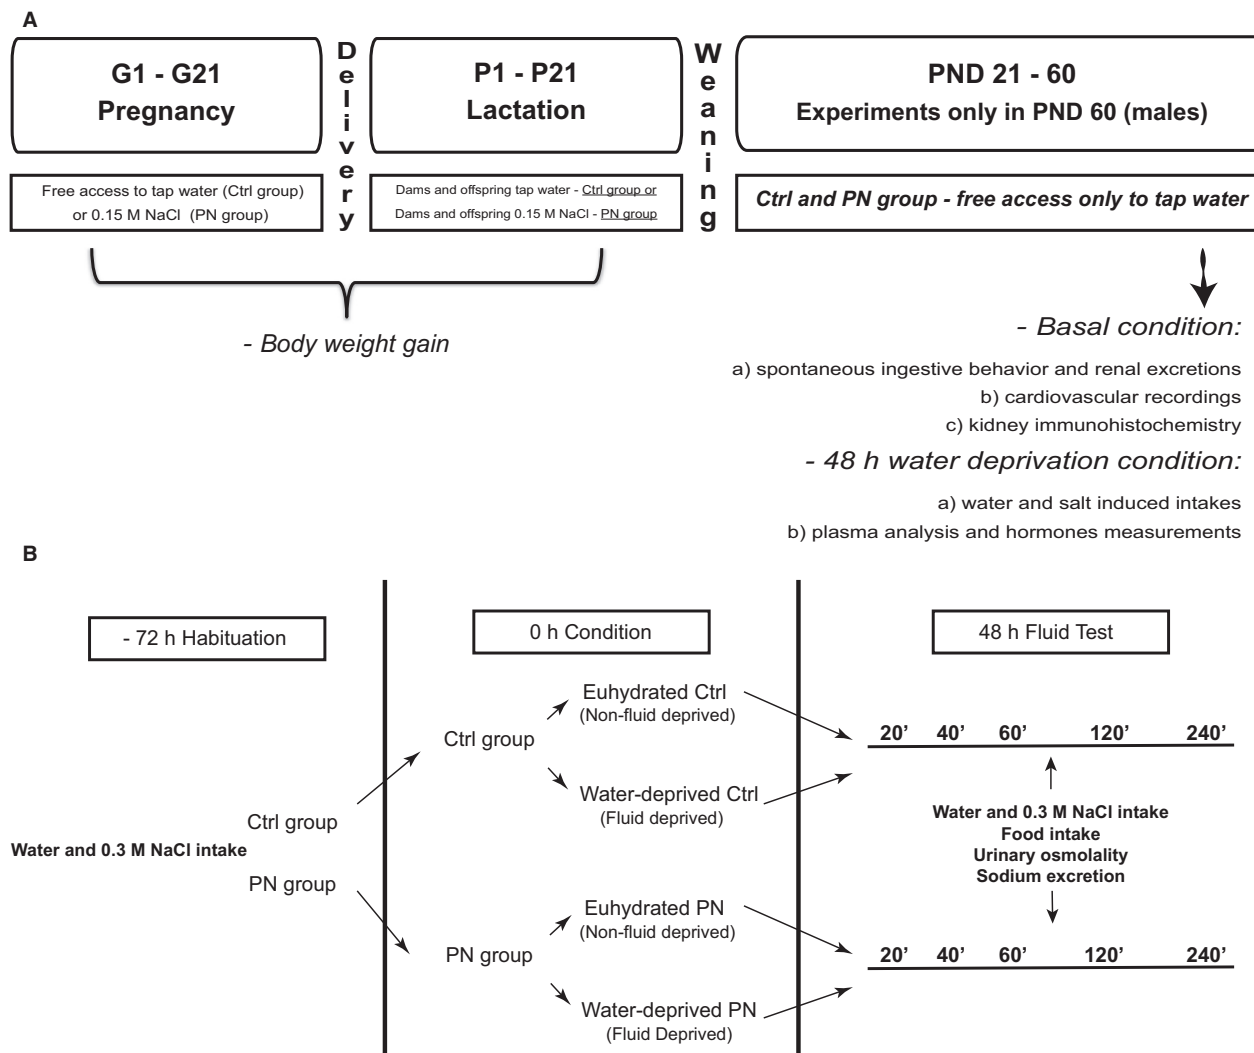 A
G1 - G21
Pregnancy
Free access to tap water (Ctrl group)
or 0.15 M NaCl (PN group)
Delivery
P1 - P21
Lactation
Dams and offspring tap water - Ctrl group or
Dams and offspring 0.15 M NaCl - PN group
Weaning
PND 21 - 60
Experiments only in PND 60 (males)
Ctrl and PN group - free access only to tap water
- Body weight gain
- Basal condition:
a) spontaneous ingestive behavior and renal excretions
b) cardiovascular recordings
c) kidney immunohistochemistry
- 48 h water deprivation condition:
a) water and salt induced intakes
b) plasma analysis and hormones measurements
B
- 72 h Habituation
Water and 0.3 M NaCl intake
Ctrl group
PN group
0 h Condition
Ctrl group
Euhydrated Ctrl
(Non-fluid deprived)
Water-deprived Ctrl
(Fluid deprived)
PN group
Euhydrated PN
(Non-fluid deprived)
Water-deprived PN
(Fluid Deprived)
48 h Fluid Test
20’ 40’ 60’ 120’ 240’
Water and 0.3 M NaCl intake
Food intake
Urinary osmolality
Sodium excretion
20’ 40’ 60’ 120’ 240’